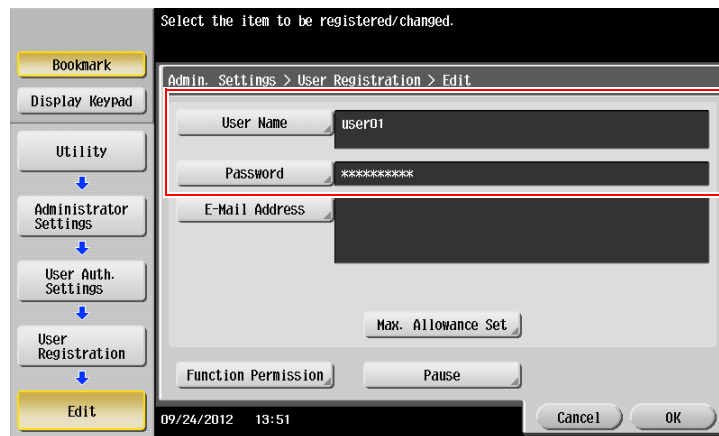 Select the item to be registered/changed.
Bookmark
Display Keypad
Utility
Administrator
Settings
User Auth.
Settings
User
Registration
Edit
Admin. Settings > User Registration > Edit
User Name
user01
Password
**********
E-Mail Address
Max. Allowance Set
Function Permission
Pause
09/24/2012 13:51
Cancel
OK